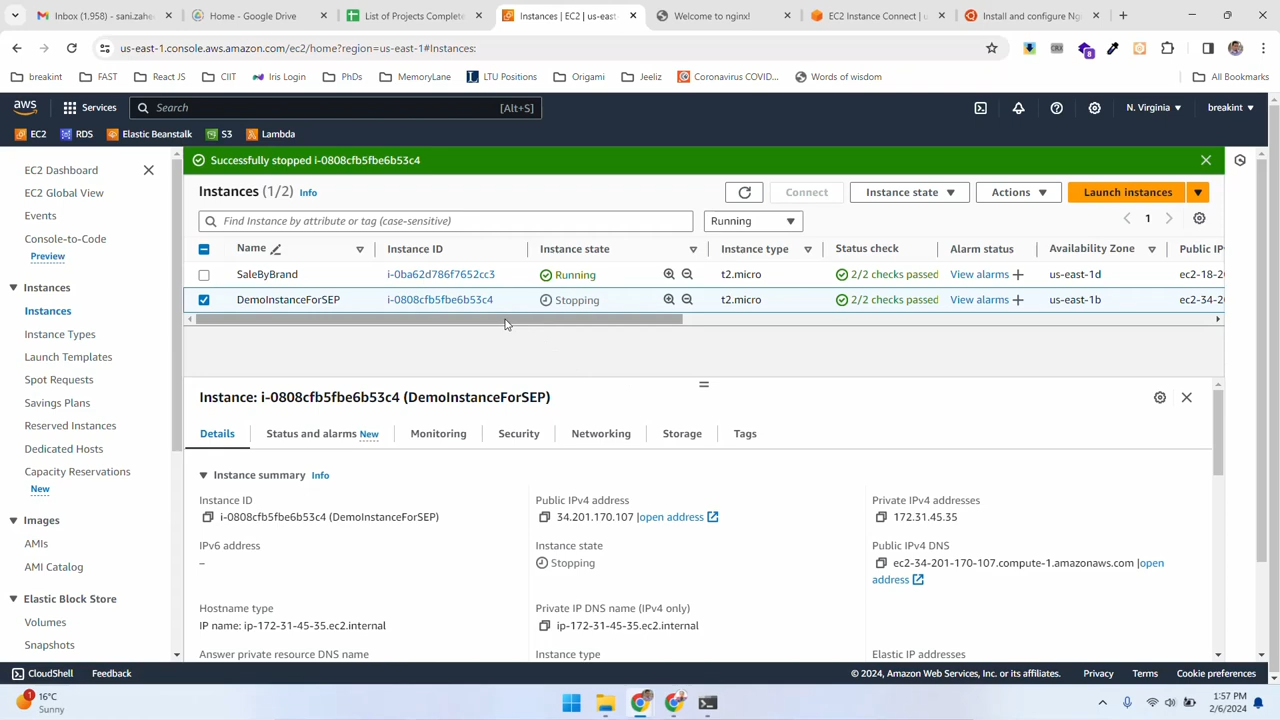 Inbox (1,958) - sani.zahe
Home - Google Drive
List of Projects Complete
Instances | EC2 | us-east-
Welcome to nginx!
EC2 Instance Connect | u
Install and configure Ng
us-east-1.console.aws.amazon.com/ec2/home?region=us-east-1#Instances:
breakint
FAST
React JS
CIIT
Iris Login
PhDs
MemoryLane
LTU Positions
Origami
Jeeliz
Coronavirus COVID...
Words of wisdom
All Bookmarks
aws
Services
Search
[Alt+S]
N. Virginia
breakint
EC2
RDS
Elastic Beanstalk
S3
Lambda
EC2 Dashboard
EC2 Global View
Events
Console-to-Code
Preview
Instances
Instances
Instance Types
Launch Templates
Spot Requests
Savings Plans
Reserved Instances
Dedicated Hosts
Capacity Reservations
New
Images
AMIs
AMI Catalog
Elastic Block Store
Volumes
Snapshots
Successfully stopped i-0808cfb5fbe6b53c4
Instances (1/2) Info
Connect
Instance state
Actions
Launch instances
Find Instance by attribute or tag (case-sensitive)
Running
1
Name Instance ID Instance state Instance type Status check Alarm status Availability Zone Public IP
SaleByBrand i-0ba62d786f7652cc3 Running t2.micro 2/2 checks passed View alarms + us-east-1d ec2-18-2
DemoInstanceForSEP i-0808cfb5fbe6b53c4 Stopping t2.micro 2/2 checks passed View alarms + us-east-1b ec2-34-2
Instance: i-0808cfb5fbe6b53c4 (DemoInstanceForSEP)
Details
Status and alarms New
Monitoring
Security
Networking
Storage
Tags
Instance summary Info
Instance ID
i-0808cfb5fbe6b53c4 (DemoInstanceForSEP)
Public IPv4 address
34.201.170.107 |open address
Private IPv4 addresses
172.31.45.35
IPv6 address
–
Instance state
Stopping
Public IPv4 DNS
ec2-34-201-170-107.compute-1.amazonaws.com |open
address
Hostname type
IP name: ip-172-31-45-35.ec2.internal
Private IP DNS name (IPv4 only)
ip-172-31-45-35.ec2.internal
Answer private resource DNS name
Instance type
Elastic IP addresses
CloudShell
Feedback
© 2024, Amazon Web Services, Inc. or its affiliates.
Privacy
Terms
Cookie preferences
1
16°C
Sunny
1:57 PM
2/6/2024